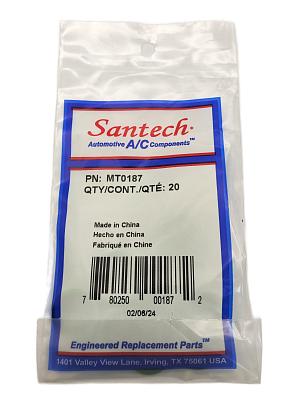 Santech
Automotive A/C Components™
PN: MT0187
QTY/CONT./QTÉ: 20
Made in China
Hecho en China
Fabriqué en Chine
7 80250 00187 2
02/06/24
Engineered Replacement Parts™
1401 Valley View Lane, Irving, TX 75061 USA